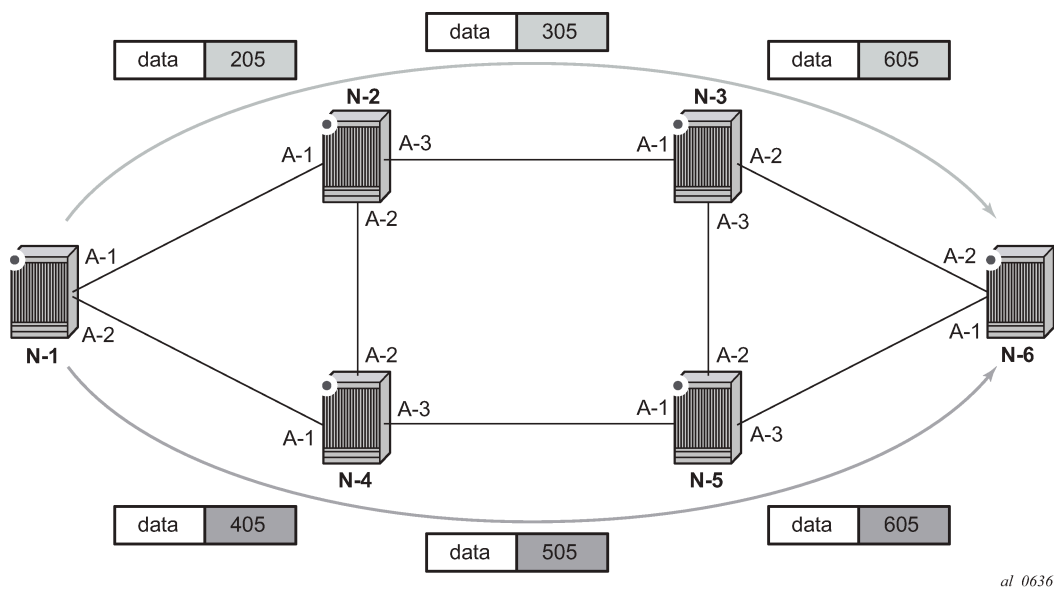 data 305
data 205
data 605
N-2
N-3
A-1
A-3
A-1
A-2
A-2
A-3
A-1
A-2
A-2
A-1
N-1
N-6
A-2
A-2
A-3
A-1
A-1
A-3
N-4
N-5
data 405
data 605
data 505
al_0636